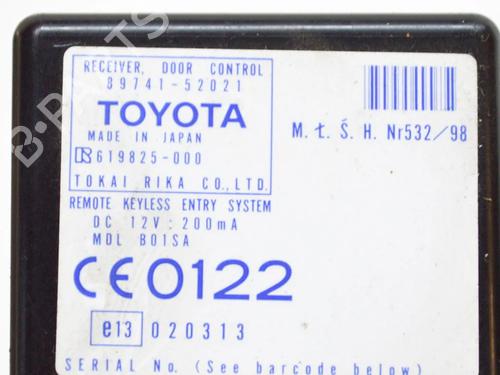 RECEIVER, DOOR CONTROL
89741-52021
TOYOTA
MADE IN JAPAN
619825-000
TOKAI RIKA CO., LTD.
M. Ł. Ś. H. Nr532/98
REMOTE KEYLESS ENTRY SYSTEM
DC 12V : 200mA
MDL B01SA
CE0122
e13 020313
SERIAL No. (See barcode below)